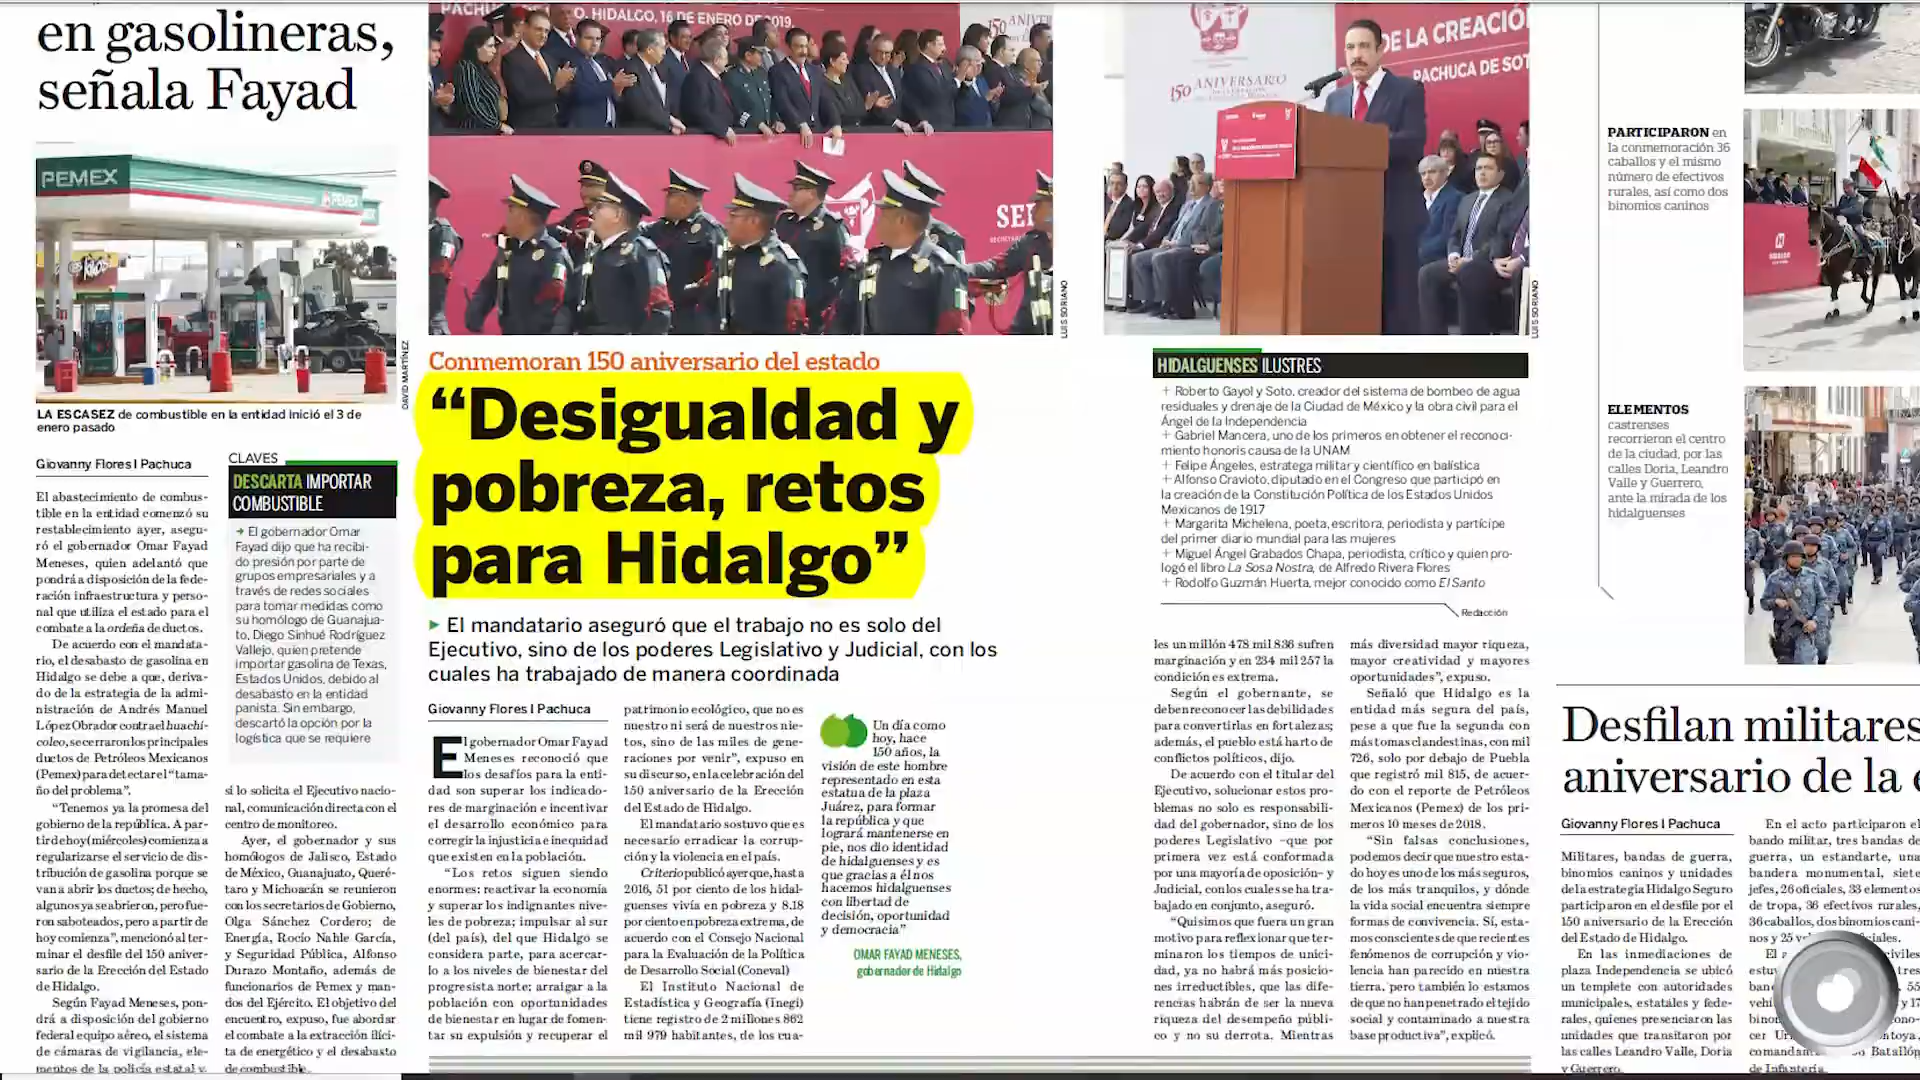 en gasolineras,
señala Fayad
PEMEX
PEMEX
kilos
DAVID MARTÍNEZ
LA ESCASEZ de combustible en la entidad inició el 3 de
enero pasado
Giovanny Flores I Pachuca
El abastecimiento de combus-
tible en la entidad comenzó su
restablecimiento ayer, asegu-
ró el gobernador Omar Fayad
Meneses, quien adelantó que
pondrá a disposición de la fede-
ración infraestructura y perso-
nal que utiliza el estado para el
combate a la ordeña de ductos.
De acuerdo con el mandata-
rio, el desabasto de gasolina en
Hidalgo se debe a que, deriva-
do de la estrategia de la admi-
nistración de Andrés Manuel
López Obrador contra el huachi-
coleo, se cerraron los principales
ductos de Petróleos Mexicanos
(Pemex) para detectar el “tama-
ño del problema”.
“Tenemos ya la promesa del
gobierno de la república. A par-
tir de hoy (miércoles) comienza a
regularizarse el servicio de dis-
tribución de gasolina porque se
van a abrir los ductos; de hecho,
algunos ya se abrieron, pero fue-
ron saboteados, pero a partir de
hoy comienza”, mencionó al ter-
minar el desfile del 150 aniver-
sario de la Erección del Estado
de Hidalgo.
Según Fayad Meneses, pon-
drá a disposición del gobierno
federal equipo aéreo, el sistema
de cámaras de vigilancia, ele-
mentos de la policía estatal y,
CLAVES
DESCARTA IMPORTAR
COMBUSTIBLE
➔ El gobernador Omar
Fayad dijo que ha recibi-
do presión por parte de
grupos empresariales y a
través de redes sociales
para tomar medidas como
su homólogo de Guanajua-
to, Diego Sinhué Rodríguez
Vallejo, quien pretende
importar gasolina de Texas,
Estados Unidos, debido al
desabasto en la entidad
panista. Sin embargo,
descartó la opción por la
logística que se requiere
si lo solicita el Ejecutivo nacio-
nal, comunicación directa con el
centro de monitoreo.
Ayer, el gobernador y sus
homólogos de Jalisco, Estado
de México, Guanajuato, Queré-
taro y Michoacán se reunieron
con los secretarios de Gobierno,
Olga Sánchez Cordero; de
Energía, Rocío Nahle García,
y Seguridad Pública, Alfonso
Durazo Montaño, además de
funcionarios de Pemex y man-
dos del Ejército. El objetivo del
encuentro, expuso, fue abordar
el combate a la extracción ilíci-
ta de energético y el desabasto
de combustible.
O, HIDALGO, 16 DE ENERO DE 2019.
150 ANIVER
SE
LUIS SORIANO
Conmemoran 150 aniversario del estado
“Desigualdad y
pobreza, retos
para Hidalgo”
El mandatario aseguró que el trabajo no es solo del
Ejecutivo, sino de los poderes Legislativo y Judicial, con los
cuales ha trabajado de manera coordinada
Giovanny Flores I Pachuca
El gobernador Omar Fayad
Meneses reconoció que
los desafíos para la enti-
dad son superar los indicado-
res de marginación e incentivar
el desarrollo económico para
corregir la injusticia e inequidad
que existen en la población.
“Los retos siguen siendo
enormes: reactivar la economía
y superar los indignantes nive-
les de pobreza; impulsar al sur
(del país), del que Hidalgo se
considera parte, para acercar-
lo a los niveles de bienestar del
progresista norte; arraigar a la
población con oportunidades
de bienestar en lugar de fomen-
tar su expulsión y recuperar el
patrimonio ecológico, que no es
nuestro ni será de nuestros nie-
tos, sino de las miles de gene-
raciones por venir”, expuso en
su discurso, en la celebración del
150 aniversario de la Erección
del Estado de Hidalgo.
El mandatario sostuvo que es
necesario erradicar la corrup-
ción y la violencia en el país.
Criterio publicó ayer que, hasta
2016, 51 por ciento de los hidal-
guenses vivía en pobreza y 8.18
por ciento en pobreza extrema, de
acuerdo con el Consejo Nacional
para la Evaluación de la Política
de Desarrollo Social (Coneval)
El Instituto Nacional de
Estadística y Geografía (Inegi)
tiene registro de 2 millones 862
mil 979 habitantes, de los cua-
Un día como
hoy, hace
150 años, la
visión de este hombre
representado en esta
estatua de la plaza
Juárez, para formar
la república y que
logrará mantenerse en
pie, nos dio identidad
de hidalguenses y es
que gracias a él nos
hacemos hidalguenses
con libertad de
decisión, oportunidad
y democracia”
OMAR FAYAD MENESES,
gobernador de Hidalgo
150 ANIVERSARIO
DE LA CREACIÓN
PACHUCA DE SOT
LUIS SORIANO
HIDALGUENSES ILUSTRES
+ Roberto Gayol y Soto, creador del sistema de bombeo de agua
residuales y drenaje de la Ciudad de México y la obra civil para el
Ángel de la Independencia
+ Gabriel Mancera, uno de los primeros en obtener el reconoci-
miento honoris causa de la UNAM
+ Felipe Ángeles, estratega militar y científico en balística
+ Alfonso Cravioto, diputado en el Congreso que participó en
la creación de la Constitución Política de los Estados Unidos
Mexicanos de 1917
+ Margarita Michelena, poeta, escritora, periodista y partícipe
del primer diario mundial para las mujeres
+ Miguel Ángel Grabados Chapa, periodista, crítico y quien pro-
logó el libro La Sosa Nostra, de Alfredo Rivera Flores
+ Rodolfo Guzmán Huerta, mejor conocido como El Santo
Redacción
les un millón 478 mil 836 sufren
marginación y en 234 mil 257 la
condición es extrema.
Según el gobernante, se
deben reconocer las debilidades
para convertirlas en fortalezas;
además, el pueblo está harto de
conflictos políticos, dijo.
De acuerdo con el titular del
Ejecutivo, solucionar estos pro-
blemas no solo es responsabili-
dad del gobernador, sino de los
poderes Legislativo –que por
primera vez está conformada
por una mayoría de oposición– y
Judicial, con los cuales se ha tra-
bajado en conjunto, aseguró.
“Quisimos que fuera un gran
motivo para reflexionar que ter-
minaron los tiempos de unici-
dad, ya no habrá más posicio-
nes irreductibles, que las dife-
rencias habrán de ser la nueva
riqueza del desempeño públi-
co y no su derrota. Mientras
más diversidad mayor riqueza,
mayor creatividad y mayores
oportunidades”, expuso.
Señaló que Hidalgo es la
entidad más segura del país,
pese a que fue la segunda con
más tomas clandestinas, con mil
726, solo por debajo de Puebla
que registró mil 815, de acuer-
do con el reporte de Petróleos
Mexicanos (Pemex) de los pri-
meros 10 meses de 2018.
“Sin falsas conclusiones,
podemos decir que nuestro esta-
do hoy es uno de los más seguros,
de los más tranquilos, y dónde
la vida social encuentra siempre
formas de convivencia. Sí, esta-
mos conscientes de que recientes
fenómenos de corrupción y vio-
lencia han parecido en nuestra
tierra, pero también lo estamos
de que no han penetrado el tejido
social y contaminado a nuestra
base productiva”, explicó.
PARTICIPARON en
la conmemoración 36
caballos y el mismo
número de efectivos
rurales, así como dos
binomios caninos
ELEMENTOS
castrenses
recorrieron el centro
de la ciudad, por las
calles Doria, Leandro
Valle y Guerrero,
ante la mirada de los
hidalguenses
Desfilan militares
aniversario de la
Giovanny Flores I Pachuca
Militares, bandas de guerra,
binomios caninos y unidades
de la estrategia Hidalgo Seguro
participaron en el desfile por el
150 aniversario de la Erección
del Estado de Hidalgo.
En las inmediaciones de
plaza Independencia se ubicó
un templete con autoridades
municipales, estatales y fede-
rales, quienes presenciaron las
unidades que transitaron por
las calles Leandro Valle, Doria
y Guerrero.
En el acto participaron el
bando militar, tres bandas de
guerra, un estandarte, una
bandera monumental, siete
jefes, 26 oficiales, 33 elementos
de tropa, 36 efectivos rurales,
36 caballos, dos binomios cani-
nos y 25
de Infantería.